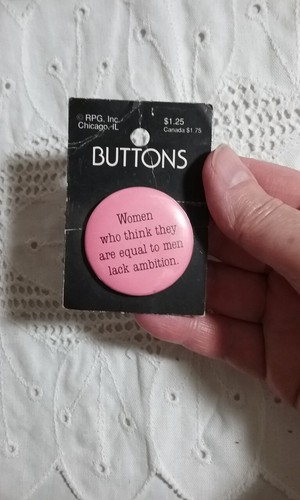 © RPG, Inc.
Chicago, IL
$1.25
Canada $1.75
BUTTONS
Women
who think they
are equal to men
lack ambition.